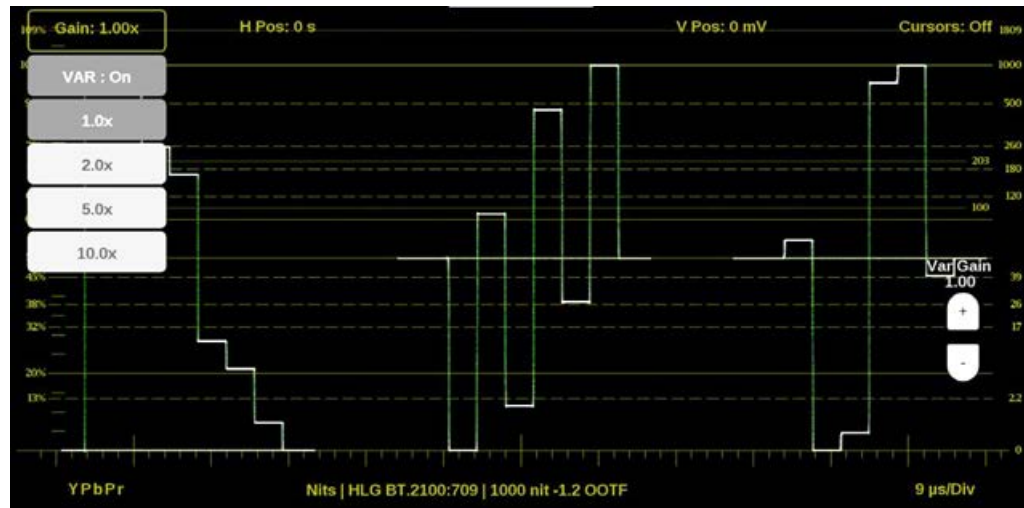 109% Gain: 1.00x H Pos: 0 s V Pos: 0 mV Cursors: Off 1809
VAR : On 1000
1.0x 500
260
2.0x 203
180
5.0x 120
100
10.0x
45% Var Gain 39
1.00
38% 26
32% + 17
20% -
13% 2.2
0
YPbPr Nits | HLG BT.2100:709 | 1000 nit -1.2 OOTF 9 µs/Div